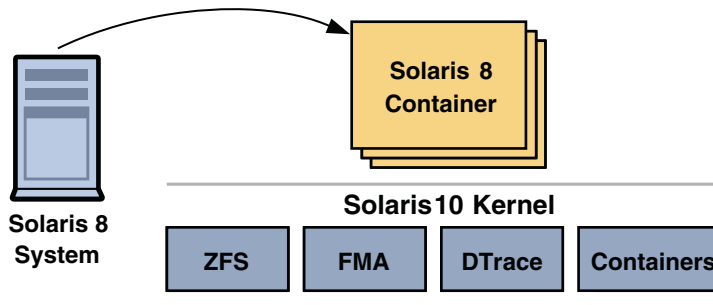 Solaris 8
Container
Solaris 8
System
Solaris10 Kernel
ZFS
FMA
DTrace
Containers